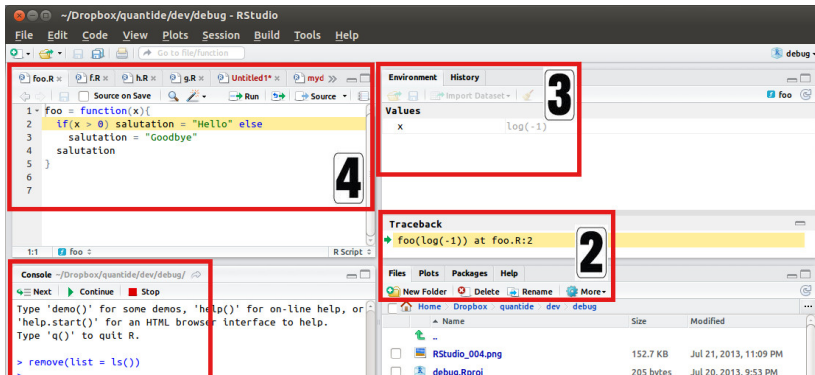 ~/Dropbox/quantide/dev/debug - RStudio
File Edit Code View Plots Session Build Tools Help
Go to file/function
debug
foo.R × f.R × h.R × g.R × Untitled1* × myd »
Source on Save Run Source
1 foo = function(x){
2 if(x > 0) salutation = "Hello" else
3 salutation = "Goodbye"
4 salutation
5 }
6
7
4
1:1 foo R Script
Environment History
3
Import Dataset
foo
Values
x log(-1)
Traceback
foo(log(-1)) at foo.R:2
2
Console ~/Dropbox/quantide/dev/debug/
Next Continue Stop
Type 'demo()' for some demos, 'help()' for on-line help, or
'help.start()' for an HTML browser interface to help.
Type 'q()' to quit R.
> remove(list = ls())
>
Files Plots Packages Help
New Folder Delete Rename More
Home Dropbox quantide dev debug ...
Name Size Modified
..
RStudio_004.png 152.7 KB Jul 21, 2013, 11:09 PM
debug.Rproj 205 bytes Jul 20, 2013, 9:53 PM